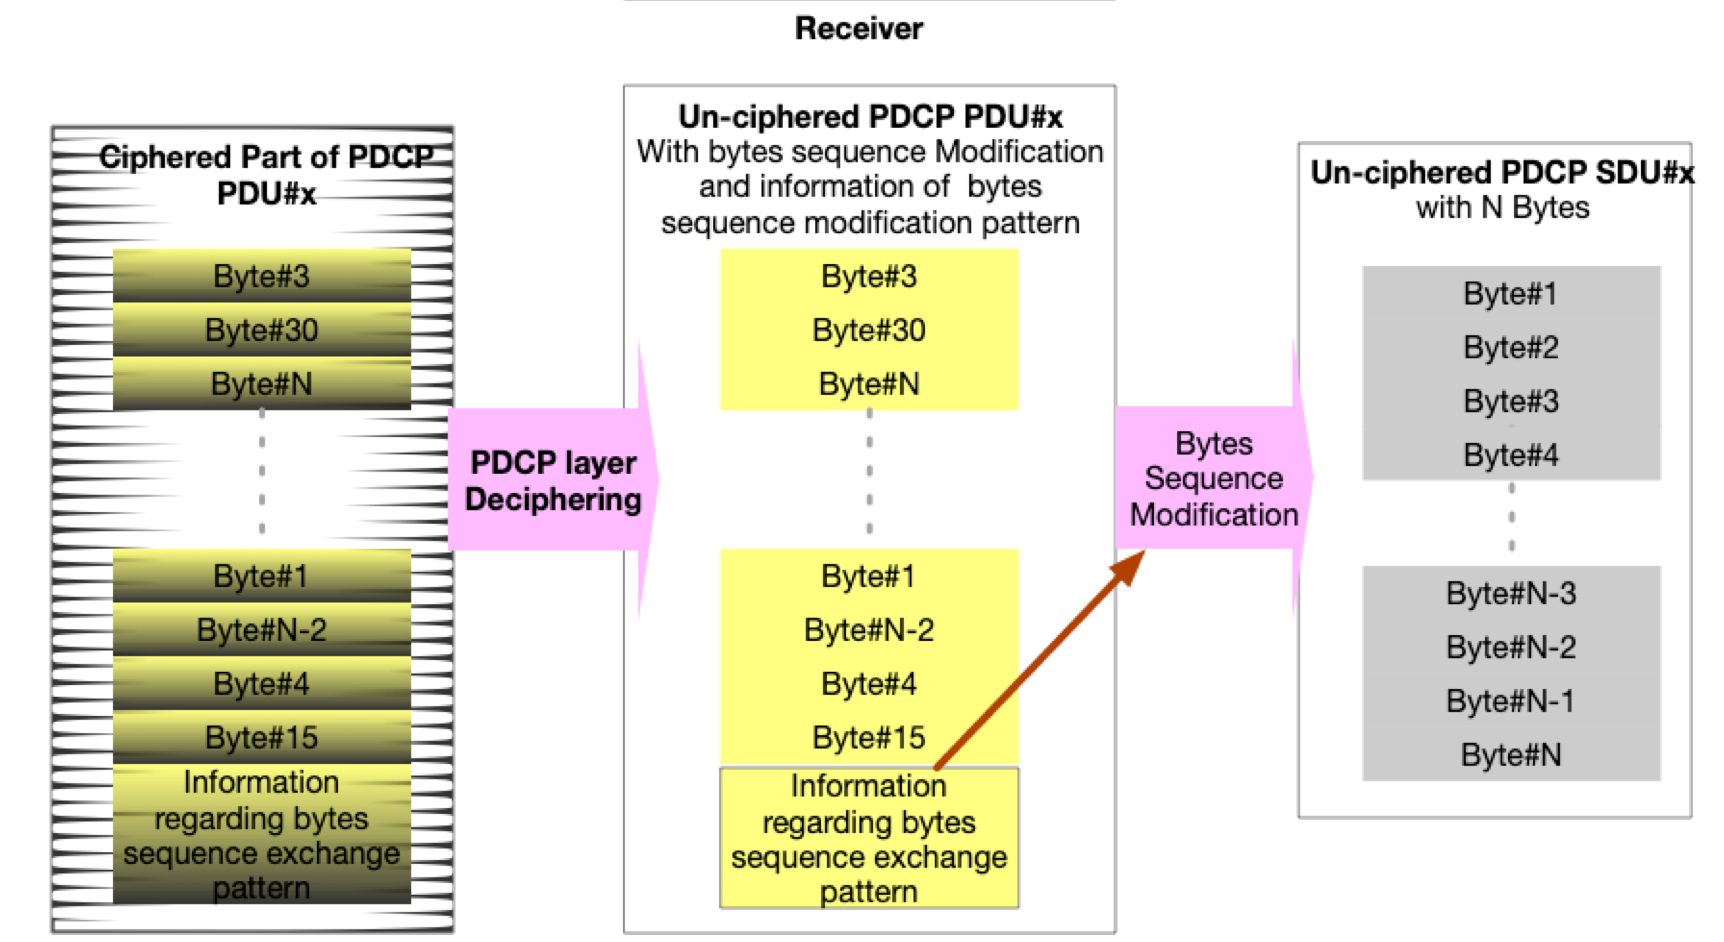 Receiver
Ciphered Part of PDCP
PDU#x
Byte#3
Byte#30
Byte#N
Byte#1
Byte#N-2
Byte#4
Byte#15
Information
regarding bytes
sequence exchange
pattern
PDCP layer
Deciphering
Un-ciphered PDCP PDU#x
With bytes sequence Modification
and information of bytes
sequence modification pattern
Byte#3
Byte#30
Byte#N
Byte#1
Byte#N-2
Byte#4
Byte#15
Information
regarding bytes
sequence exchange
pattern
Bytes
Sequence
Modification
Un-ciphered PDCP SDU#x
with N Bytes
Byte#1
Byte#2
Byte#3
Byte#4
Byte#N-3
Byte#N-2
Byte#N-1
Byte#N